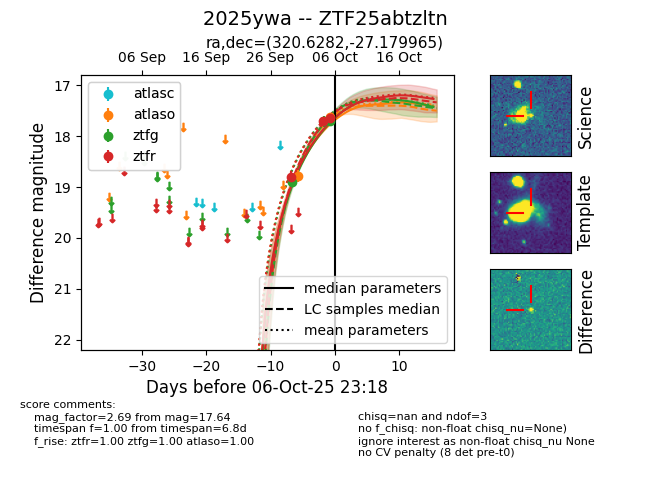 2025ywa -- ZTF25abtzltn
ra,dec=(320.6282,-27.179965)
06 Sep 16 Sep 26 Sep 06 Oct 16 Oct
17
18
19
20
21
22
Difference magnitude
atlasc
atlaso
ztfg
ztfr
median parameters
LC samples median
mean parameters
−30 −20 −10 0 10
Days before 06-Oct-25 23:18
Science
Template
Difference
score comments:
mag_factor=2.69 from mag=17.64
timespan f=1.00 from timespan=6.8d
f_rise: ztfr=1.00 ztfg=1.00 atlaso=1.00
chisq=nan and ndof=3
no f_chisq: non-float chisq_nu=None)
ignore interest as non-float chisq_nu None
no CV penalty (8 det pre-t0)